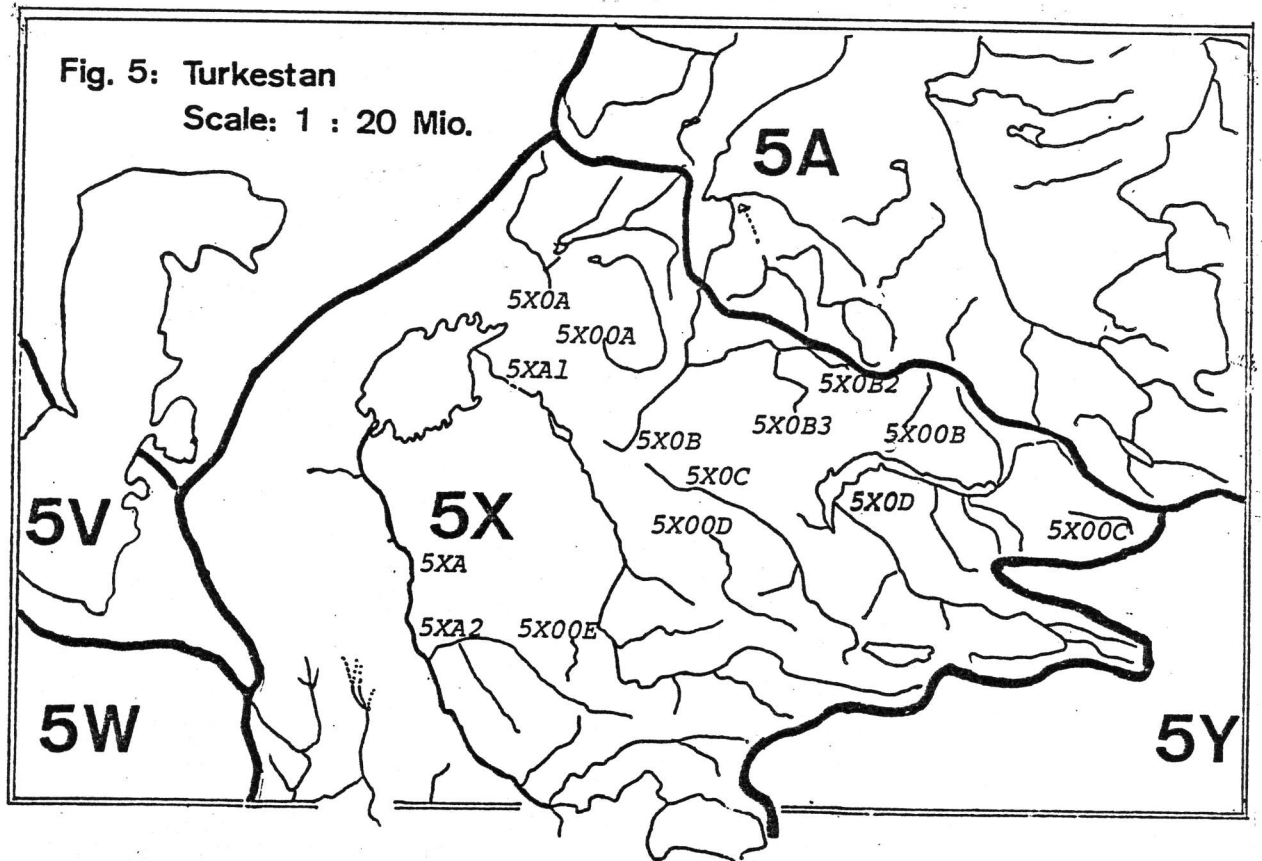 Fig. 5: Turkestan
Scale: 1 : 20 Mio.
5A
5X0A
5X00A
5XA1
5X0B2
5X0B3
5X0B
5X00B
5X0C
5X0D
5V
5X
5X00D
5X00C
5XA
5XA2
5X00E
5W
5Y